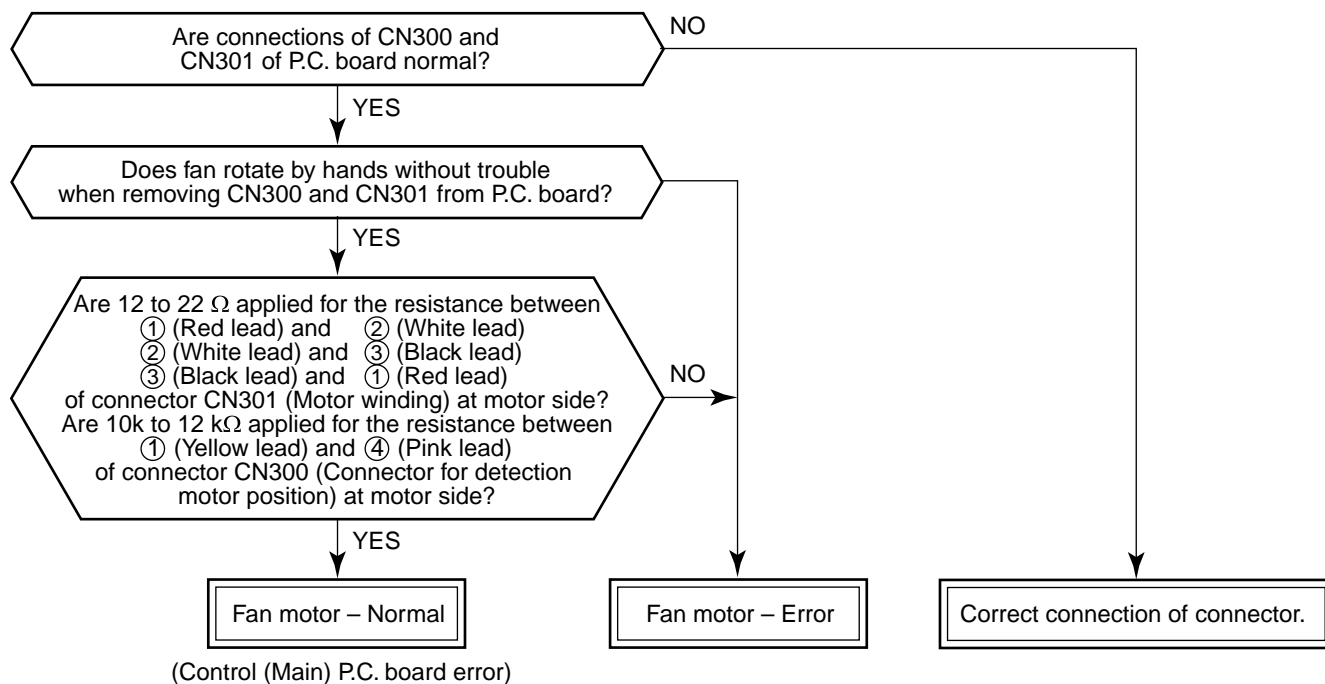 Are connections of CN300 and
CN301 of P.C. board normal?
NO
YES
Does fan rotate by hands without trouble
when removing CN300 and CN301 from P.C. board?
YES
Are 12 to 22 Ω applied for the resistance between
① (Red lead) and ② (White lead)
② (White lead) and ③ (Black lead)
③ (Black lead) and ① (Red lead)
of connector CN301 (Motor winding) at motor side?
Are 10k to 12 kΩ applied for the resistance between
① (Yellow lead) and ④ (Pink lead)
of connector CN300 (Connector for detection
motor position) at motor side?
NO
YES
Fan motor – Normal
(Control (Main) P.C. board error)
Fan motor – Error
Correct connection of connector.